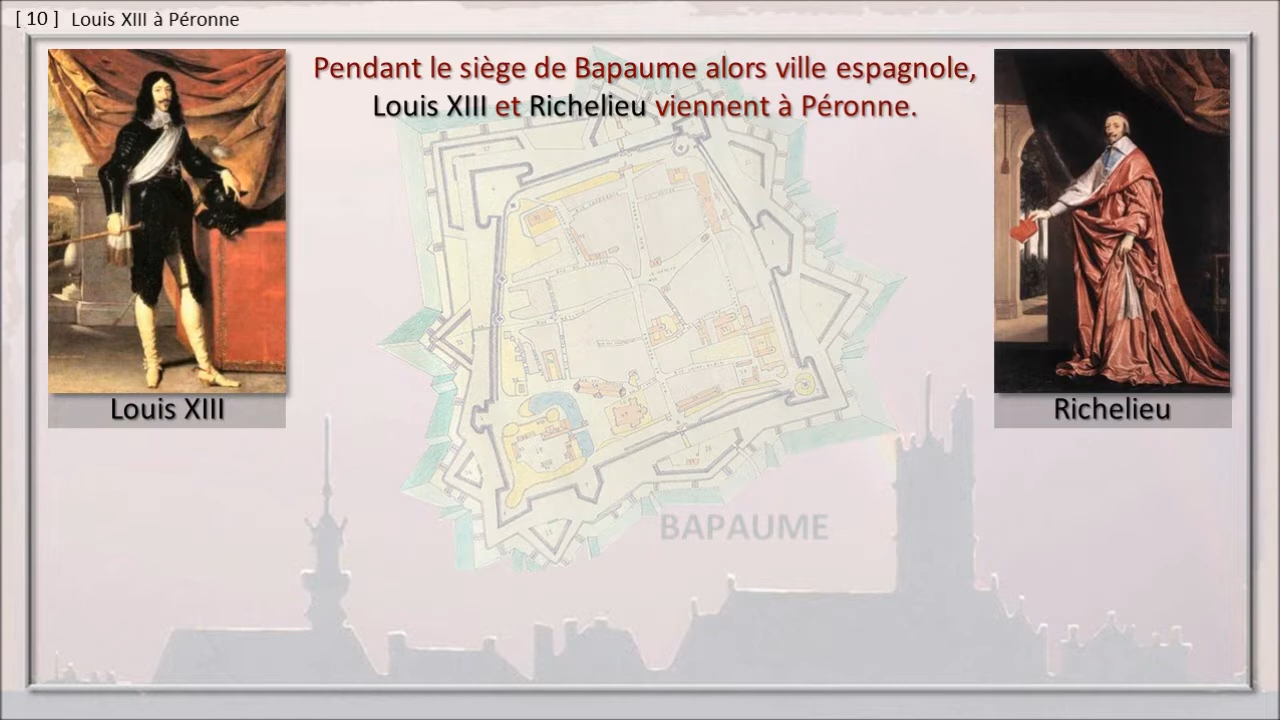 [ 10 ] Louis XIII à Péronne
Pendant le siège de Bapaume alors ville espagnole,
Louis XIII et Richelieu viennent à Péronne.
Louis XIII
Richelieu
BAPAUME